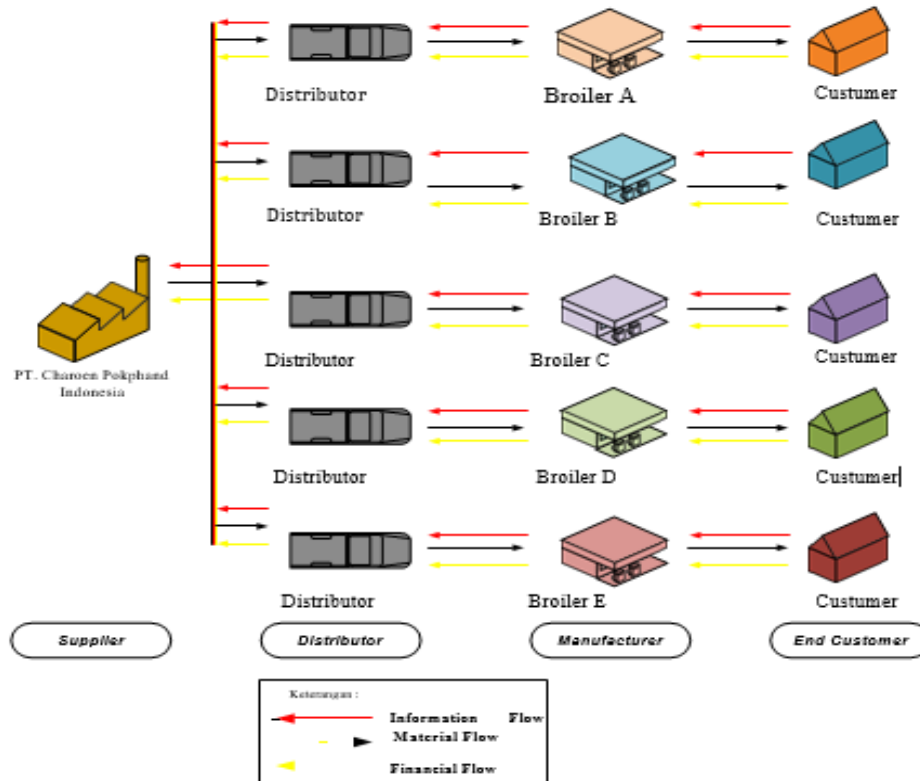 Distributor
Broiler A
Custumer
Distributor
Broiler B
Custumer
PT. Charoen Pokphand
Indonesia
Distributor
Broiler C
Custumer
Distributor
Broiler D
Custumer
Distributor
Broiler E
Custumer
Supplier
Distributor
Manufacturer
End Customer
Keterangan :
Information Flow
Material Flow
Financial Flow